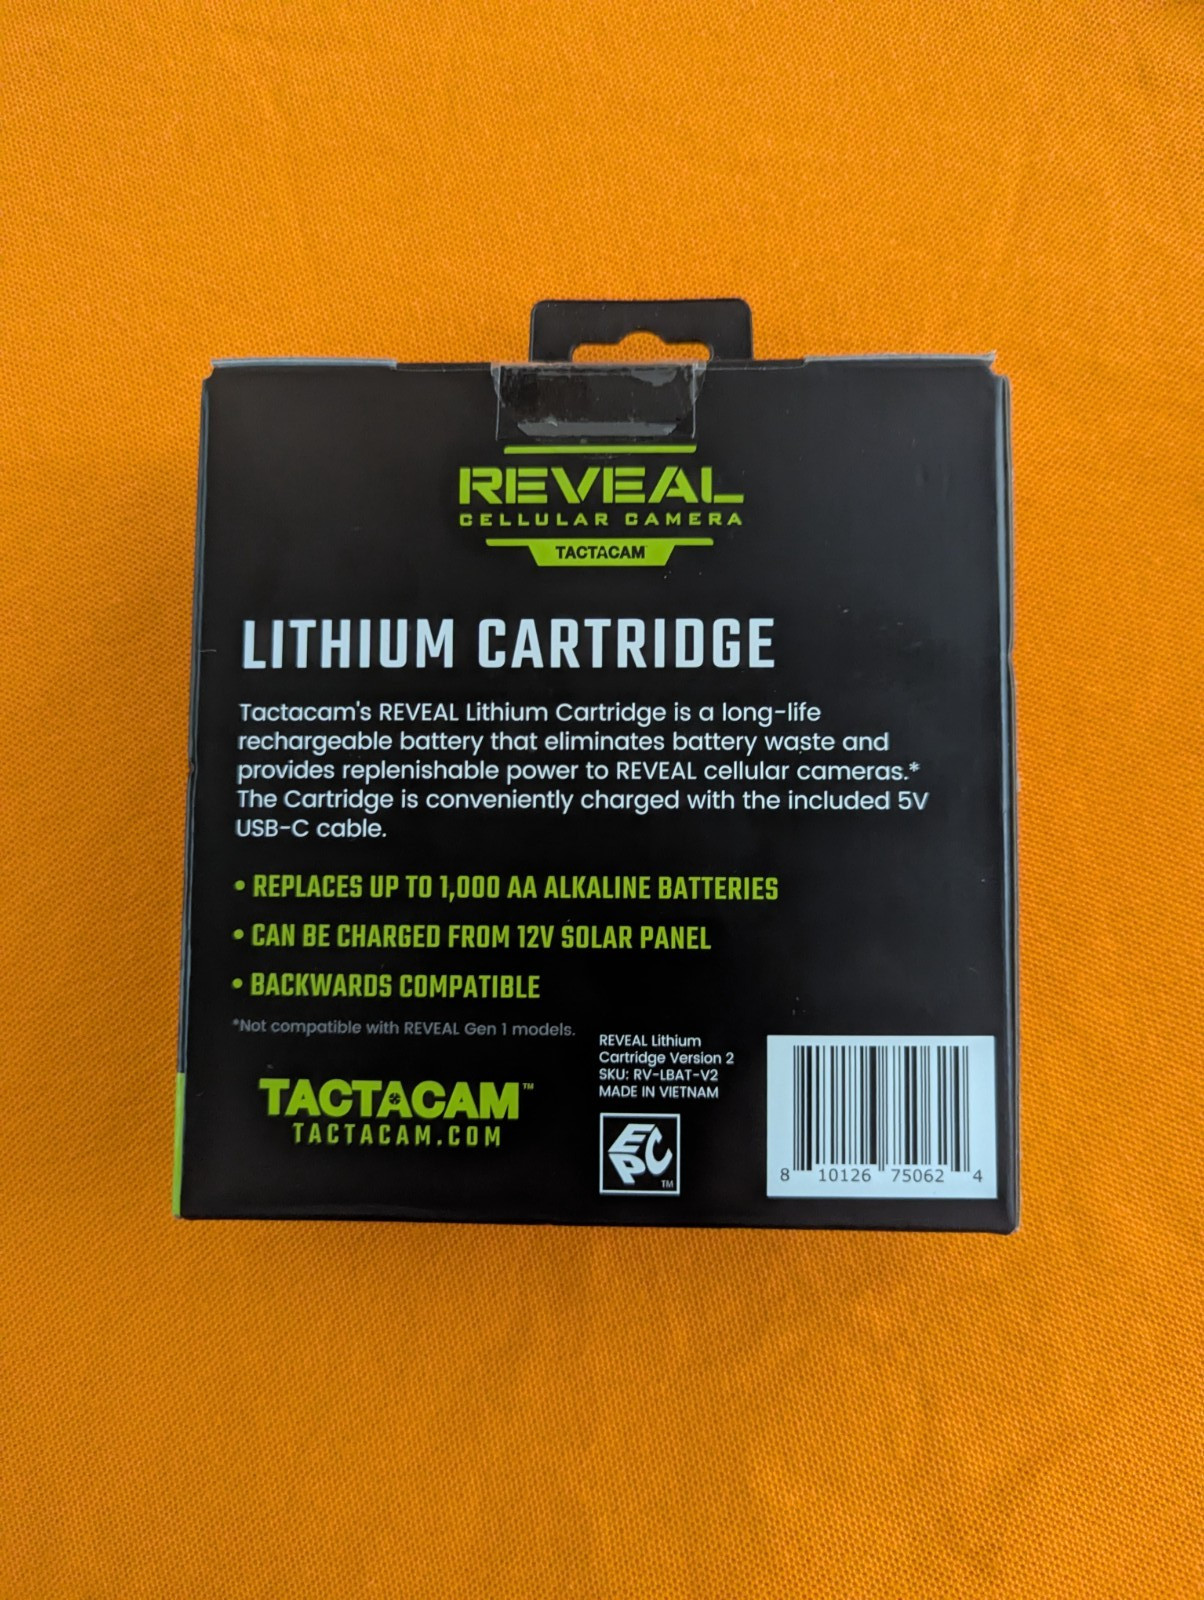 REVEAL
CELLULAR CAMERA
TACTACAM
LITHIUM CARTRIDGE
Tactacam's REVEAL Lithium Cartridge is a long-life
rechargeable battery that eliminates battery waste and
provides replenishable power to REVEAL cellular cameras.*
The Cartridge is conveniently charged with the included 5V
USB-C cable.
• REPLACES UP TO 1,000 AA ALKALINE BATTERIES
• CAN BE CHARGED FROM 12V SOLAR PANEL
• BACKWARDS COMPATIBLE
*Not compatible with REVEAL Gen 1 models.
TACTACAM™
TACTACAM.COM
REVEAL Lithium
Cartridge Version 2
SKU: RV-LBAT-V2
MADE IN VIETNAM
EPC™
8 10126 75062 4